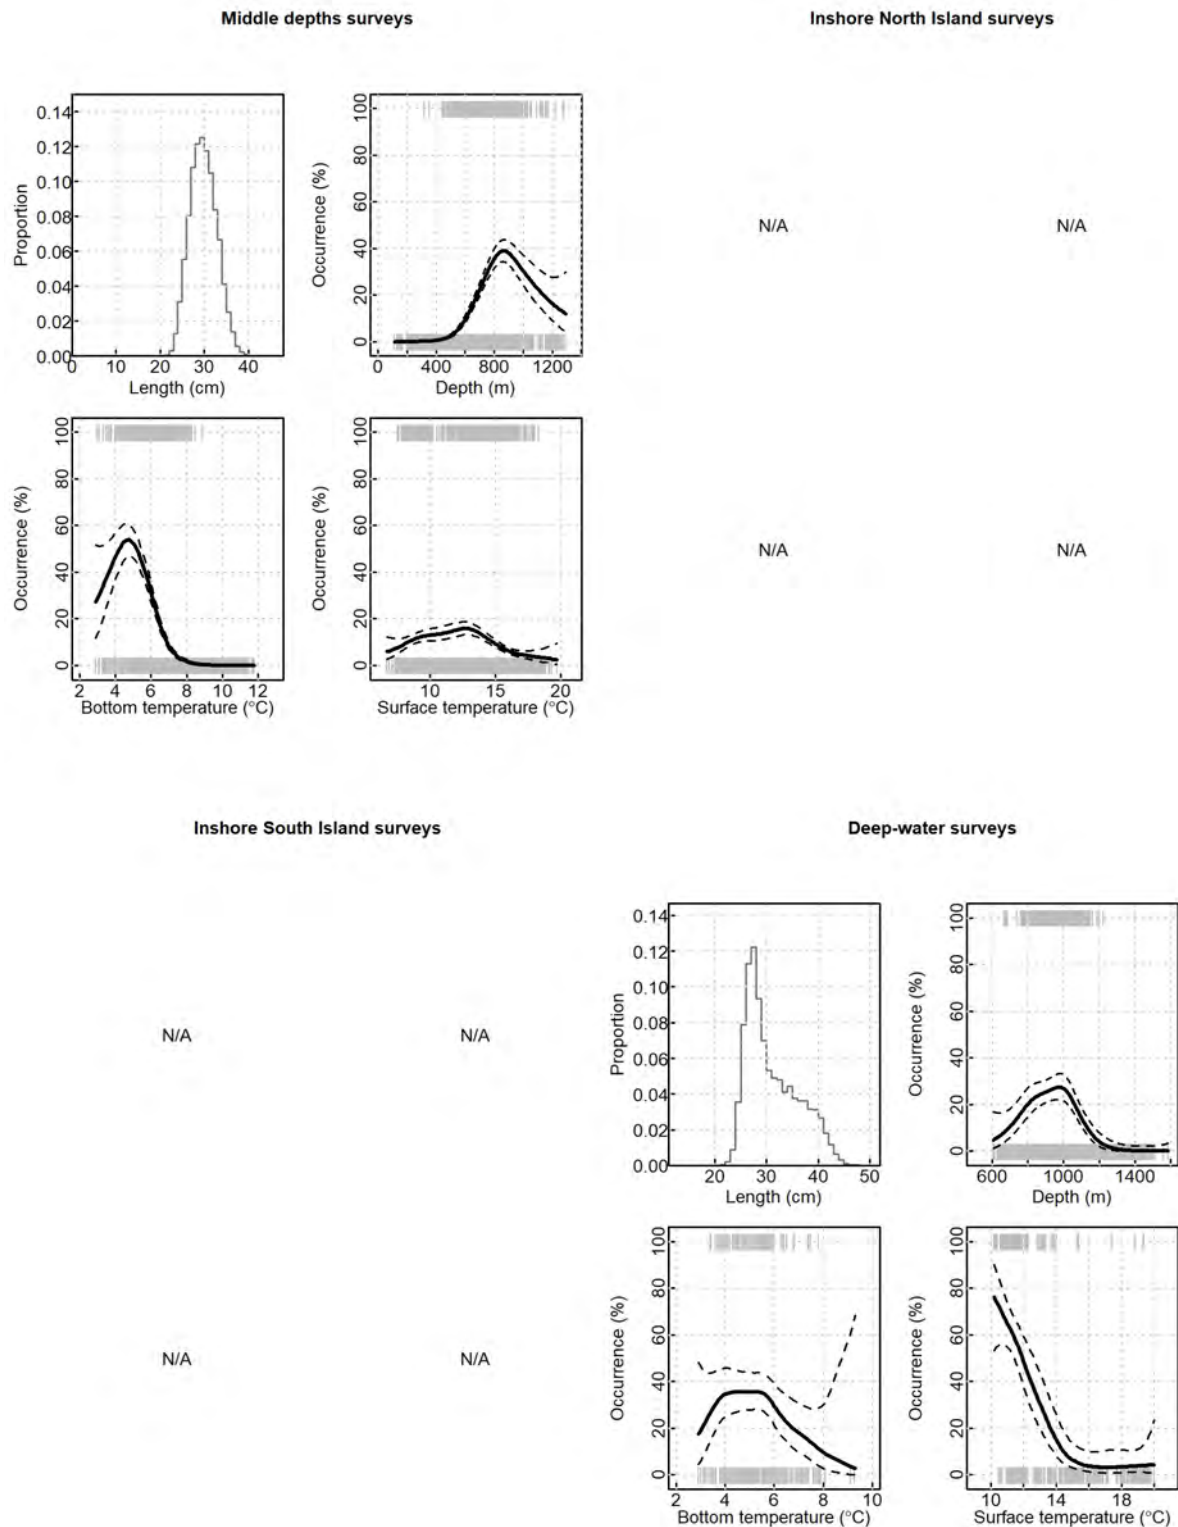 Middle depths surveys
Inshore North Island surveys
Proportion
0.14
0.12
0.10
0.08
0.06
0.04
0.02
0.00
0 10 20 30 40
Length (cm)
Occurrence (%)
100
80
60
40
20
0
0 400 800 1200
Depth (m)
N/A
N/A
Occurrence (%)
100
80
60
40
20
0
2 4 6 8 10 12
Bottom temperature (°C)
Occurrence (%)
100
80
60
40
20
0
10 15 20
Surface temperature (°C)
N/A
N/A
Inshore South Island surveys
Deep-water surveys
N/A
N/A
Proportion
0.14
0.12
0.10
0.08
0.06
0.04
0.02
0.00
20 30 40 50
Length (cm)
Occurrence (%)
100
80
60
40
20
0
600 1000 1400
Depth (m)
N/A
N/A
Occurrence (%)
100
80
60
40
20
0
2 4 6 8 10
Bottom temperature (°C)
Occurrence (%)
100
80
60
40
20
0
10 14 18
Surface temperature (°C)